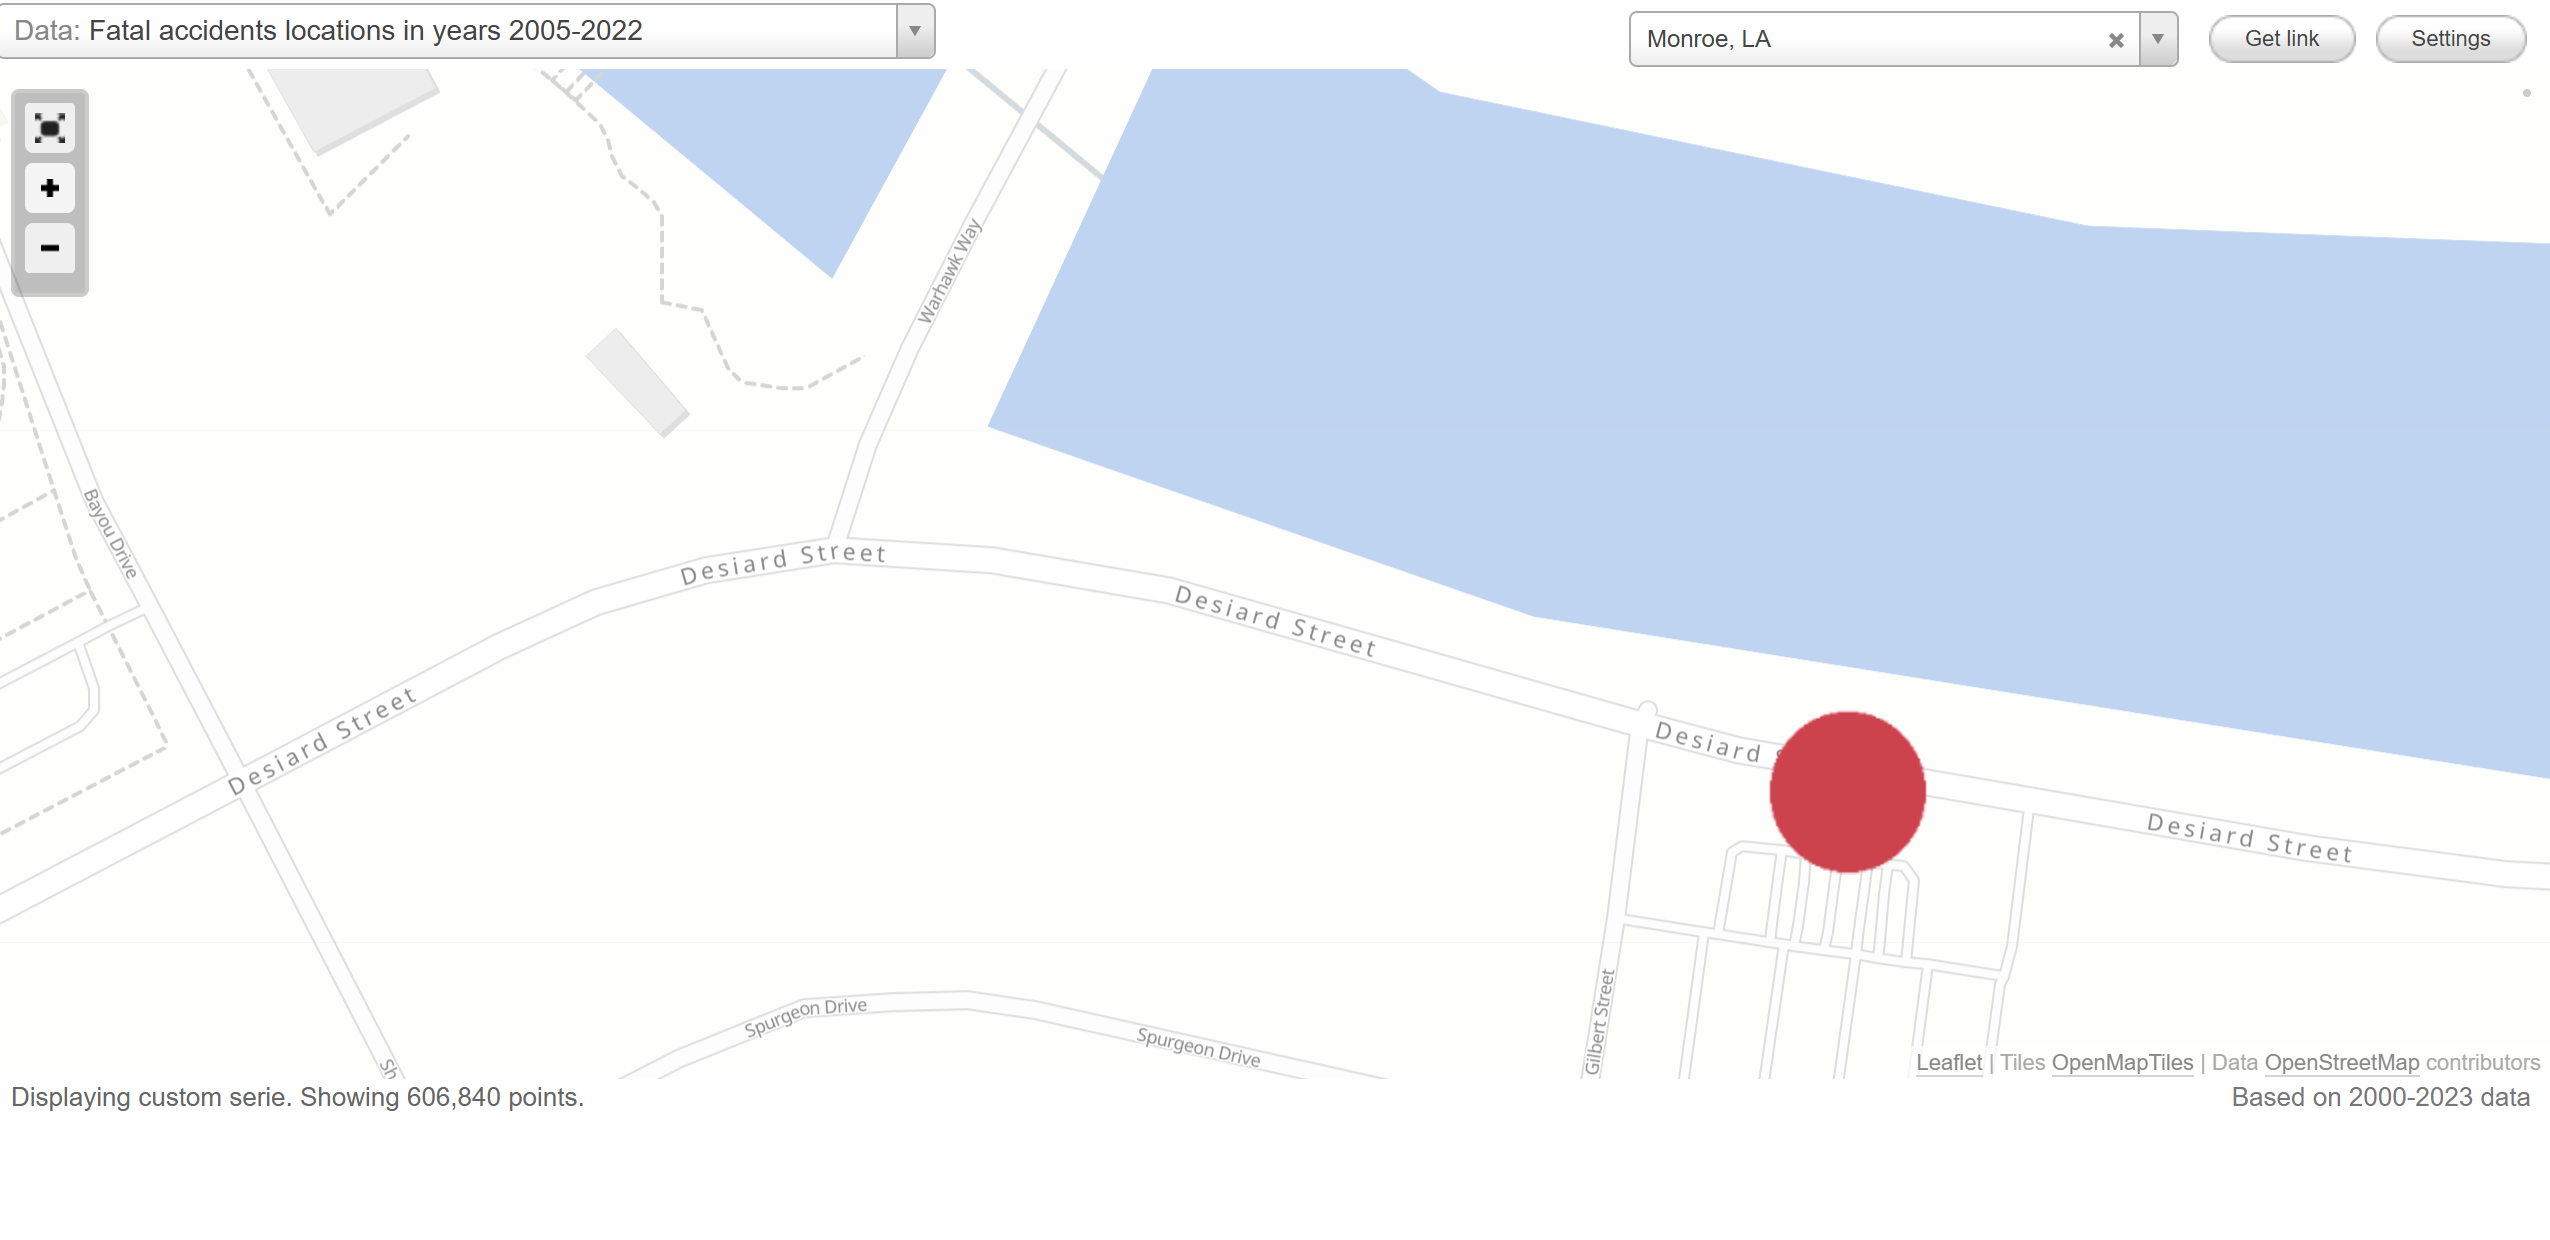 Data: Fatal accidents locations in years 2005-2022
Monroe, LA
Get link
Settings
Warhawk Way
Bayou Drive
Desiard Street
Desiard Street
Desiard Street
Desiard
Desiard Street
Spurgeon Drive
Spurgeon Drive
Gilbert Street
Sh
Leaflet | Tiles OpenMapTiles | Data OpenStreetMap contributors
Displaying custom serie. Showing 606,840 points.
Based on 2000-2023 data